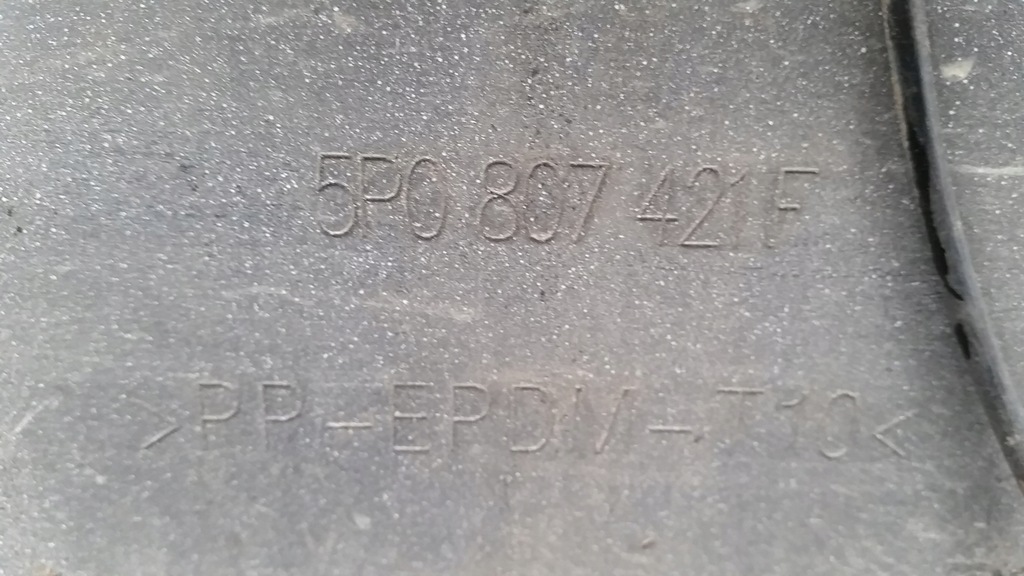 5P0 807 421 F
>PP-EPDM-T10<